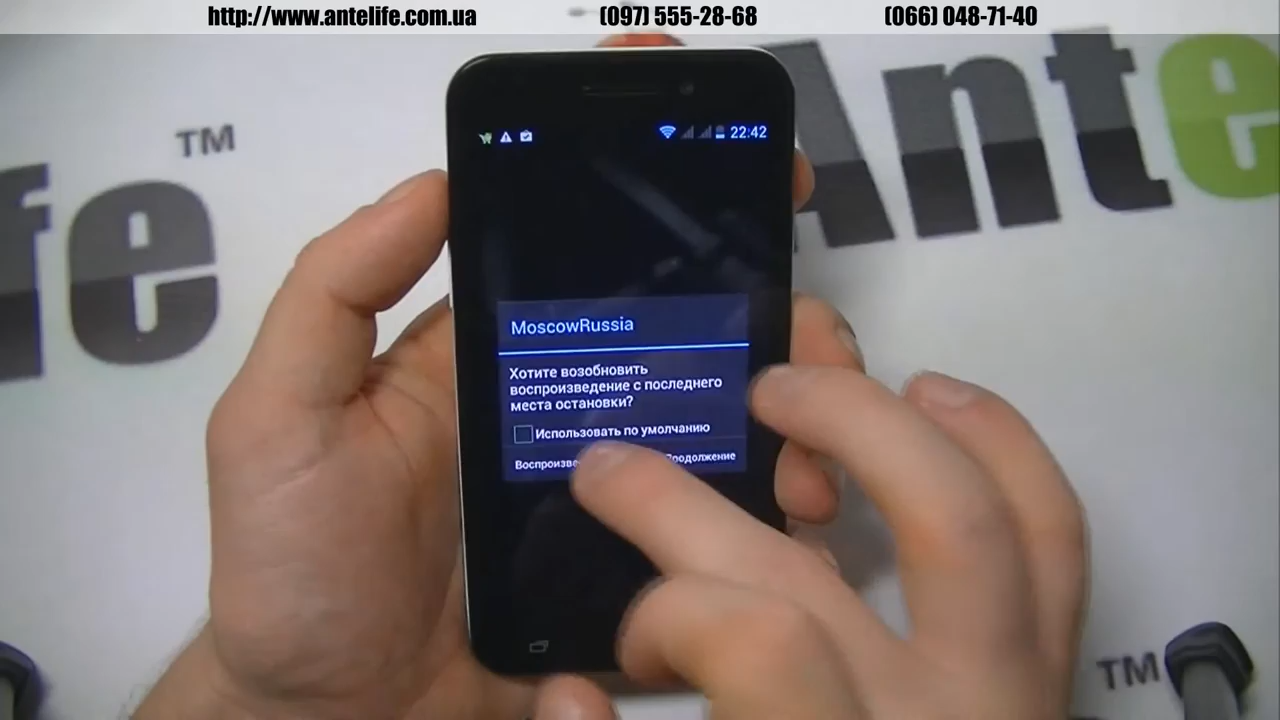 http://www.antelife.com.ua (097) 555-28-68 (066) 048-71-40
TM
fe
Ante
22:42
MoscowRussia
Хотите возобновить
воспроизведение с последнего
места остановки?
Использовать по умолчанию
Продолжение
TM